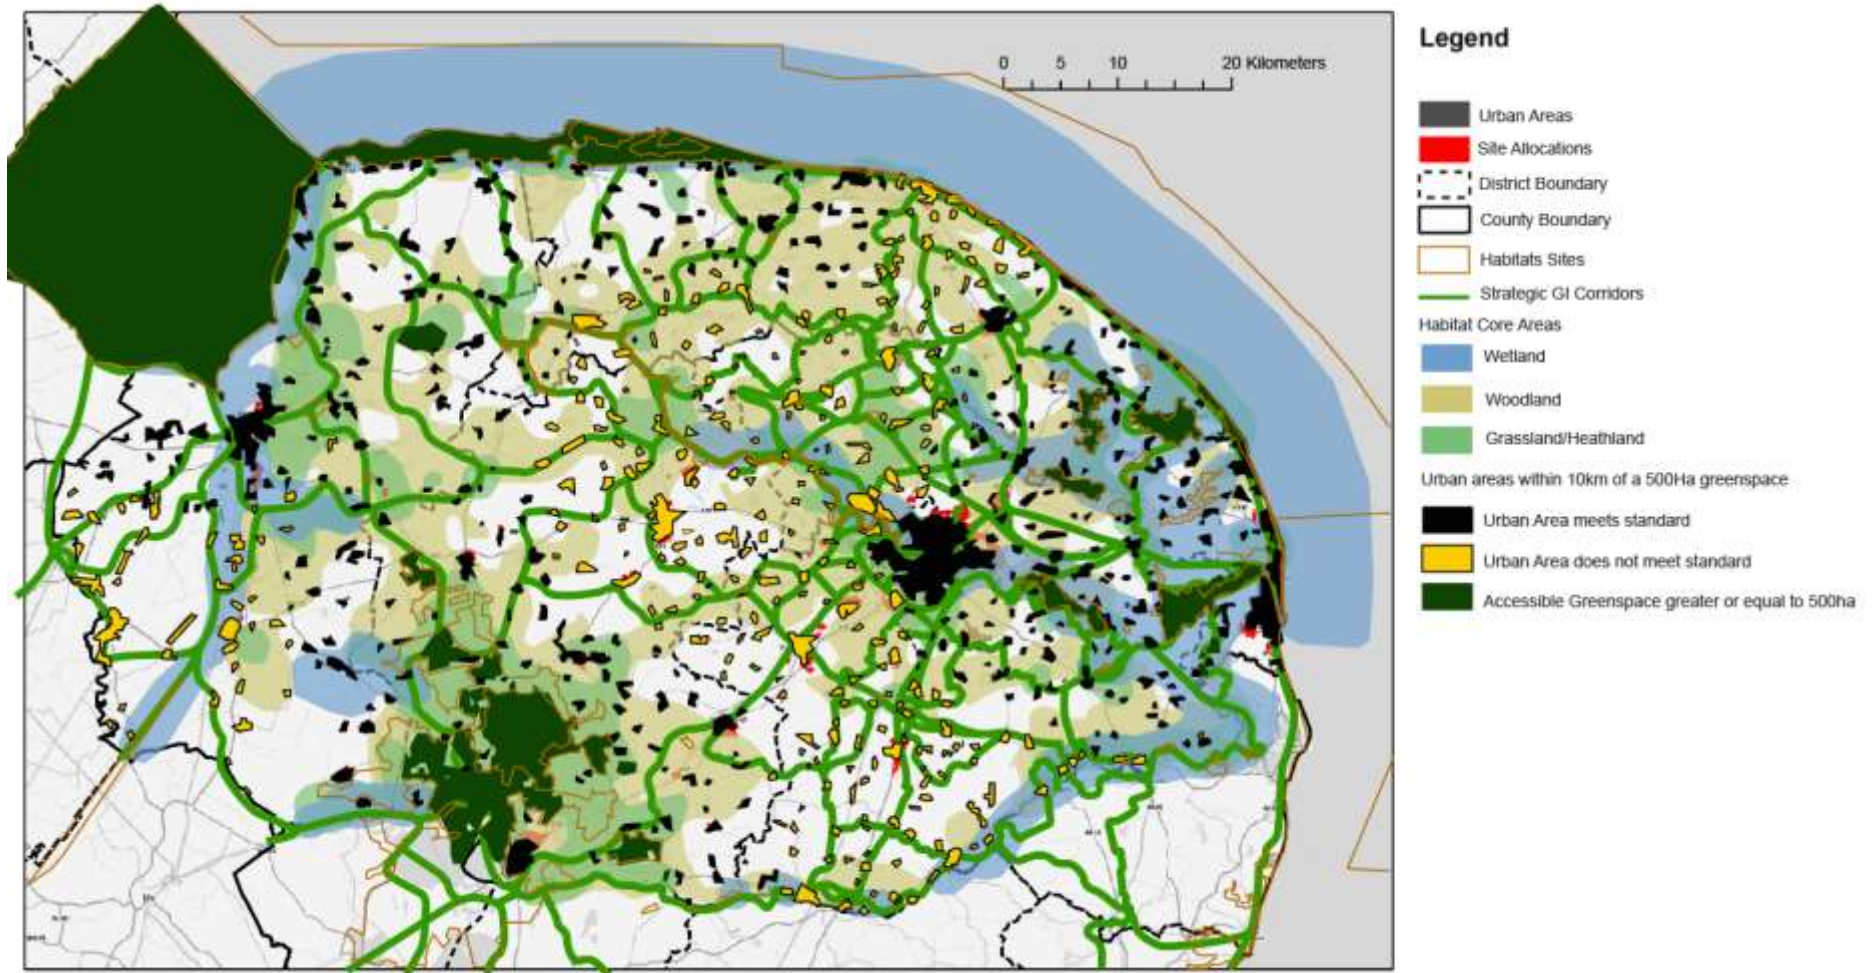 0 5 10 20 Kilometers
Legend
Urban Areas
Site Allocations
District Boundary
County Boundary
Habitats Sites
Strategic GI Corridors
Habitat Core Areas
Wetland
Woodland
Grassland/Heathland
Urban areas within 10km of a 500Ha greenspace
Urban Area meets standard
Urban Area does not meet standard
Accessible Greenspace greater or equal to 500ha